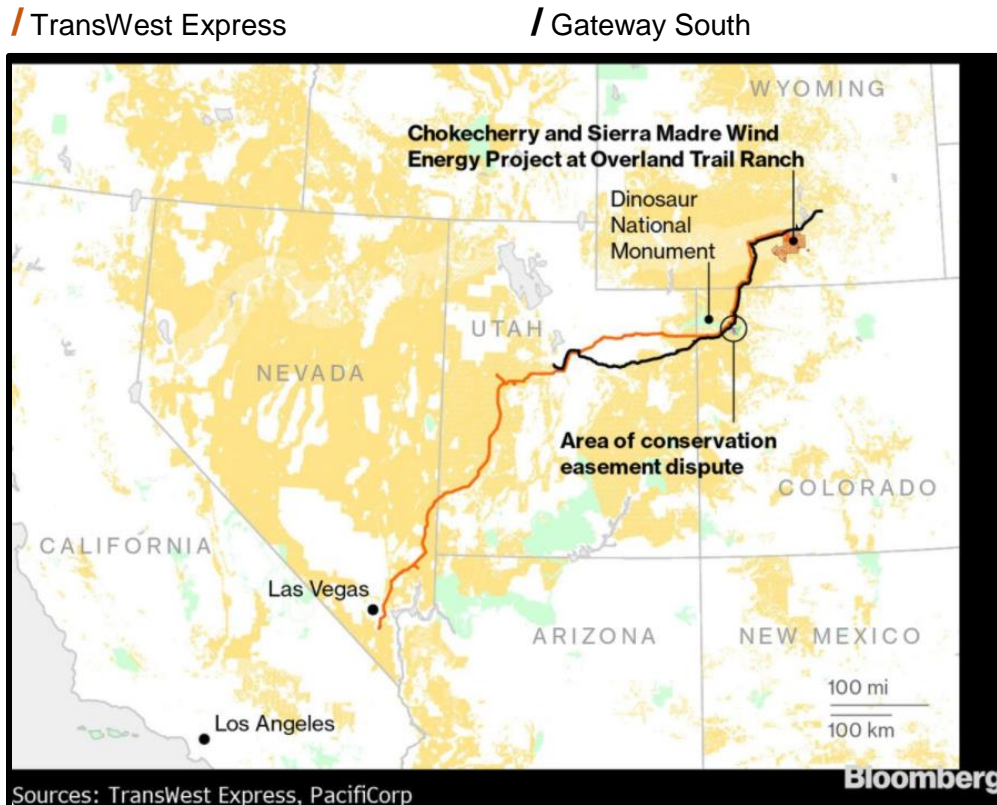 / TransWest Express
/ Gateway South
WYOMING
Chokecherry and Sierra Madre Wind
Energy Project at Overland Trail Ranch
Dinosaur
National
Monument
UTAH
NEVADA
Area of conservation
easement dispute
COLORADO
CALIFORNIA
Las Vegas
ARIZONA
NEW MEXICO
100 mi
100 km
Los Angeles
Bloomberg
Sources: TransWest Express, PacifiCorp